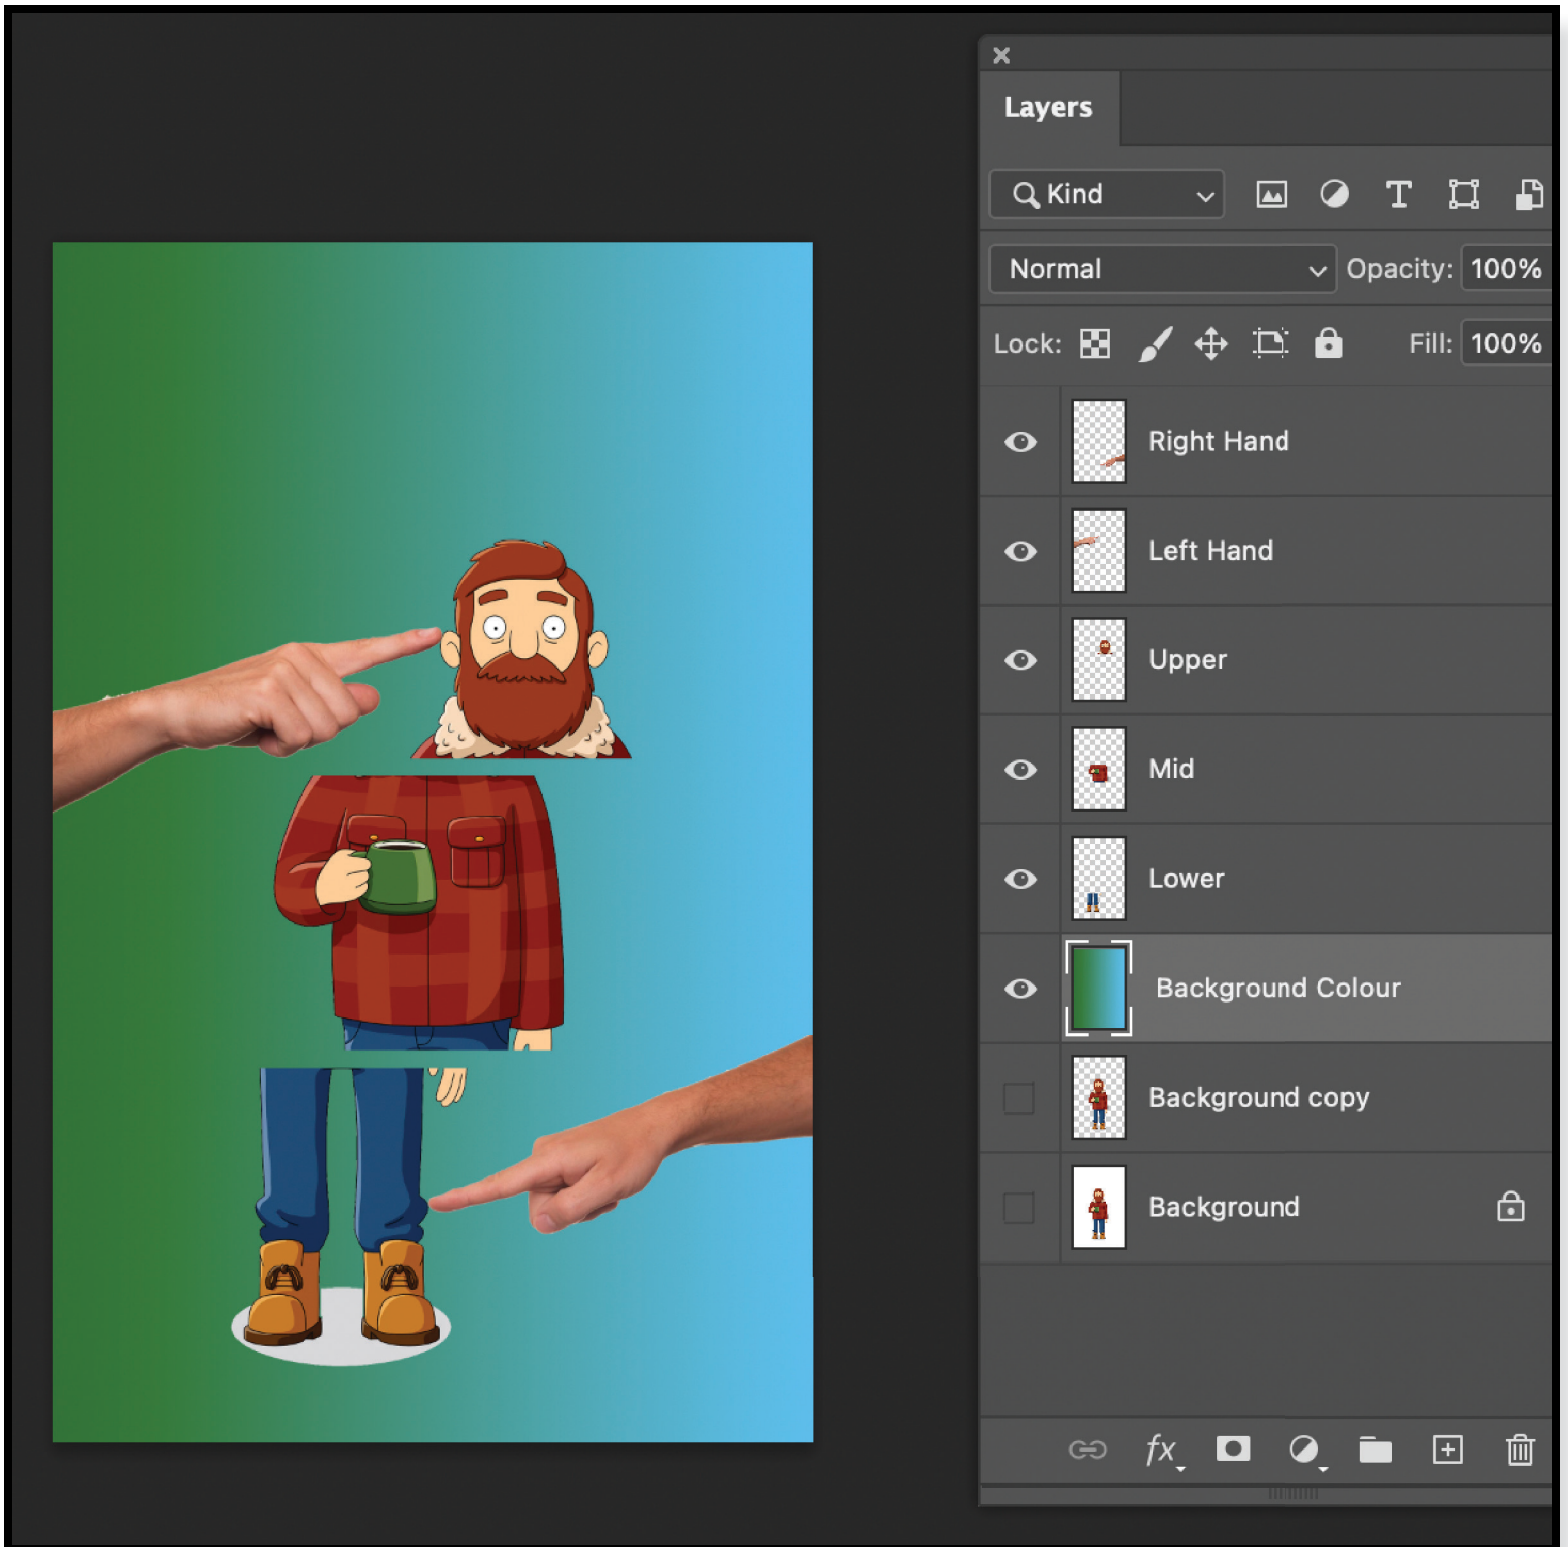 Layers
Kind
Normal Opacity: 100%
Lock: Fill: 100%
Right Hand
Left Hand
Upper
Mid
Lower
Background Colour
Background copy
Background
fx